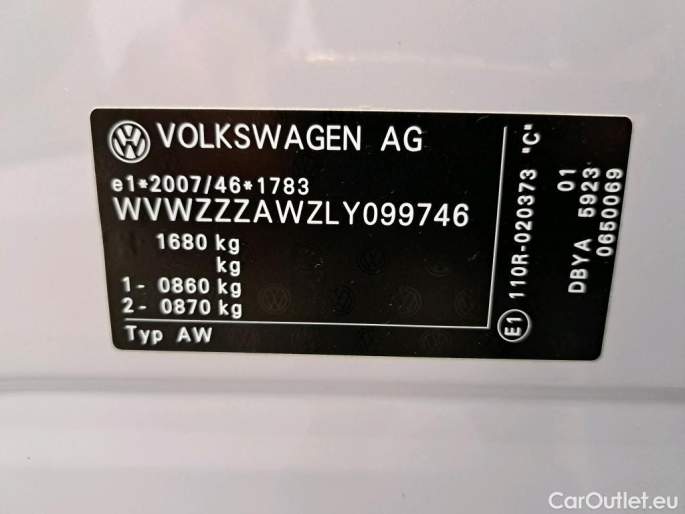 VOLKSWAGEN AG
e1*2007/46*1783
WVWZZZAWZLY099746
1680 kg
kg
1- 0860 kg
2- 0870 kg
Typ AW
E1 110R-020373 "C"
01
DBYA 5923
0650069
CarOutlet.eu